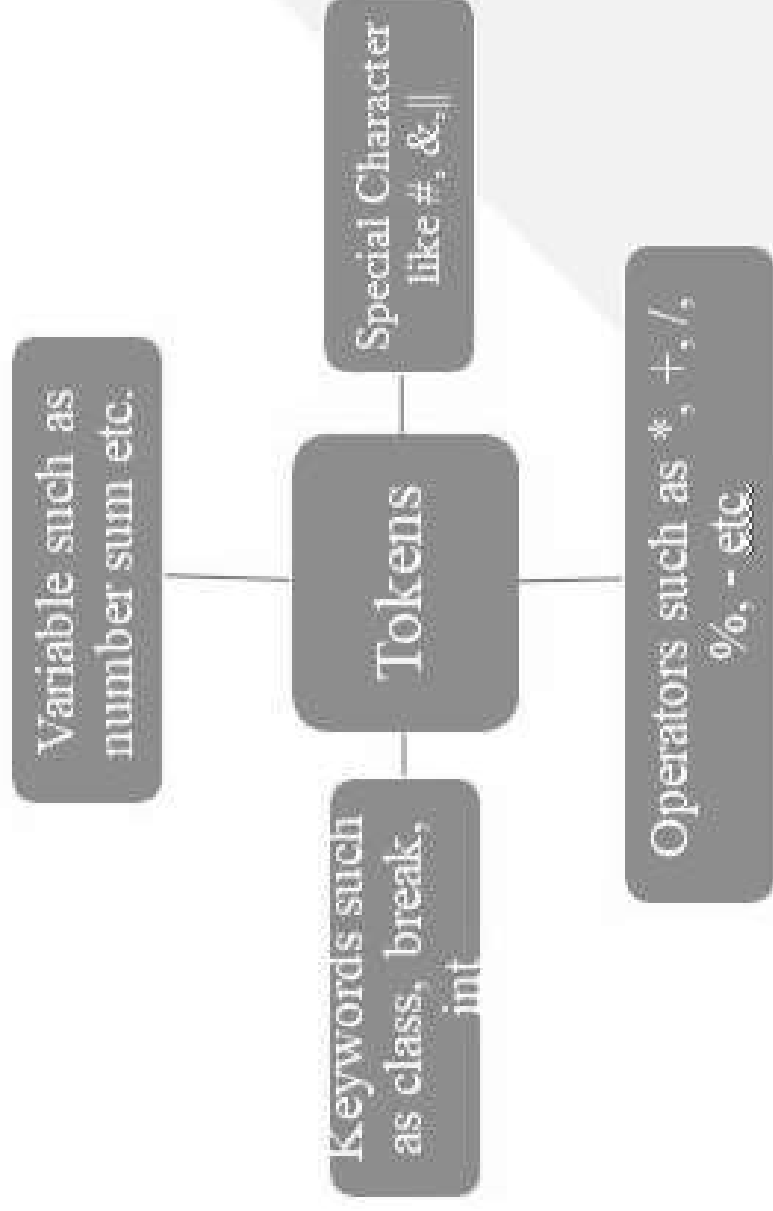 Variable such as
number sum etc.
Keywords such
as class, break,
int
Tokens
Special Character
like #, &,||
Operators such as *, +,/,
%, - etc